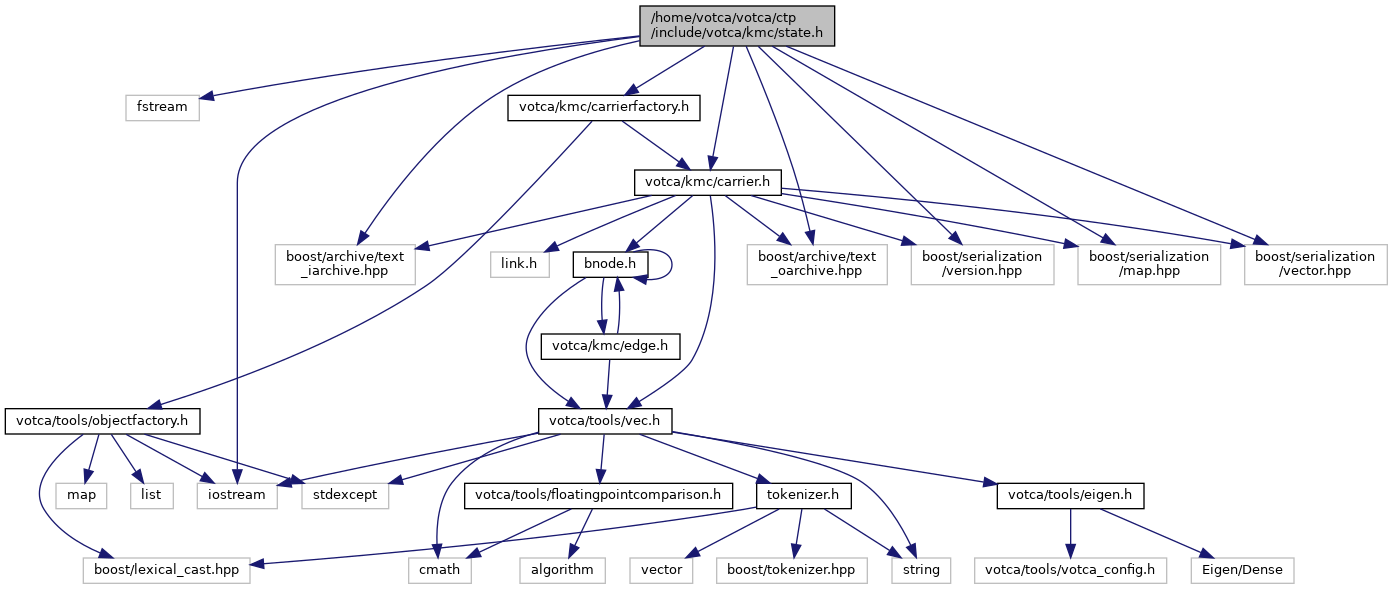 /home/votca/votca/ctp
/include/votca/kmc/state.h
fstream
votca/kmc/carrierfactory.h
votca/kmc/carrier.h
boost/archive/text
_iarchive.hpp
link.h
bnode.h
boost/archive/text
_oarchive.hpp
boost/serialization
/version.hpp
boost/serialization
/map.hpp
boost/serialization
/vector.hpp
votca/kmc/edge.h
votca/tools/objectfactory.h
votca/tools/vec.h
map
list
iostream
stdexcept
votca/tools/floatingpointcomparison.h
tokenizer.h
votca/tools/eigen.h
boost/lexical_cast.hpp
cmath
algorithm
vector
boost/tokenizer.hpp
string
votca/tools/votca_config.h
Eigen/Dense